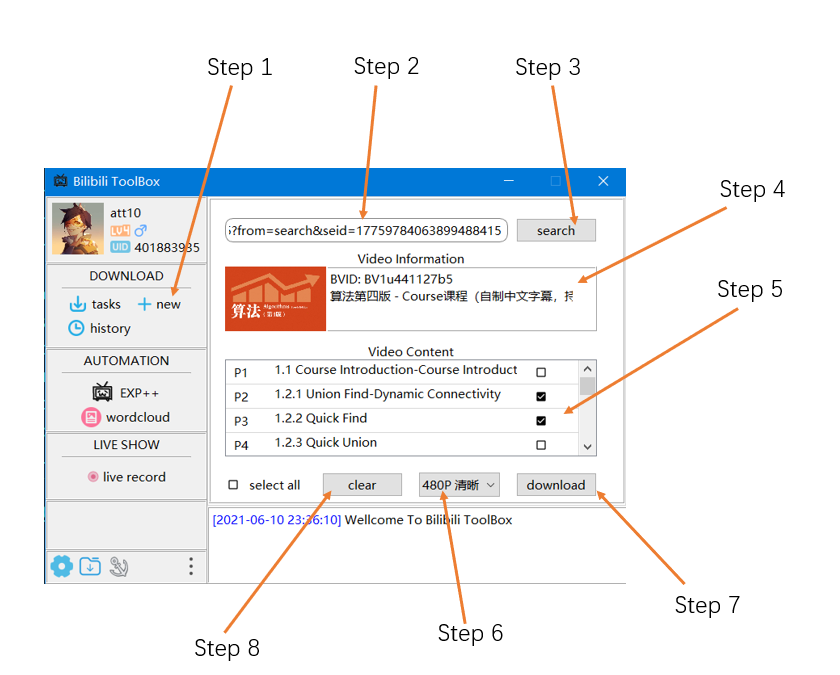 Step 1
Step 2
Step 3
Bilibili ToolBox
Step 4
att10
LV4
UID 401883985
?from=search&seid=17759784063899488415
search
Video Information
DOWNLOAD
BVID: BV1u441127b5
算法第四版 - Course课程（自制中文字幕，持
算法
Algorithms
（第4版）
tasks
new
history
Step 5
Video Content
AUTOMATION
P1 1.1 Course Introduction-Course Introduct
P2 1.2.1 Union Find-Dynamic Connectivity
EXP++
P3 1.2.2 Quick Find
wordcloud
P4 1.2.3 Quick Union
LIVE SHOW
live record
select all
clear
480P 清晰
download
[2021-06-10 23:36:10] Wellcome To Bilibili ToolBox
Step 7
Step 6
Step 8